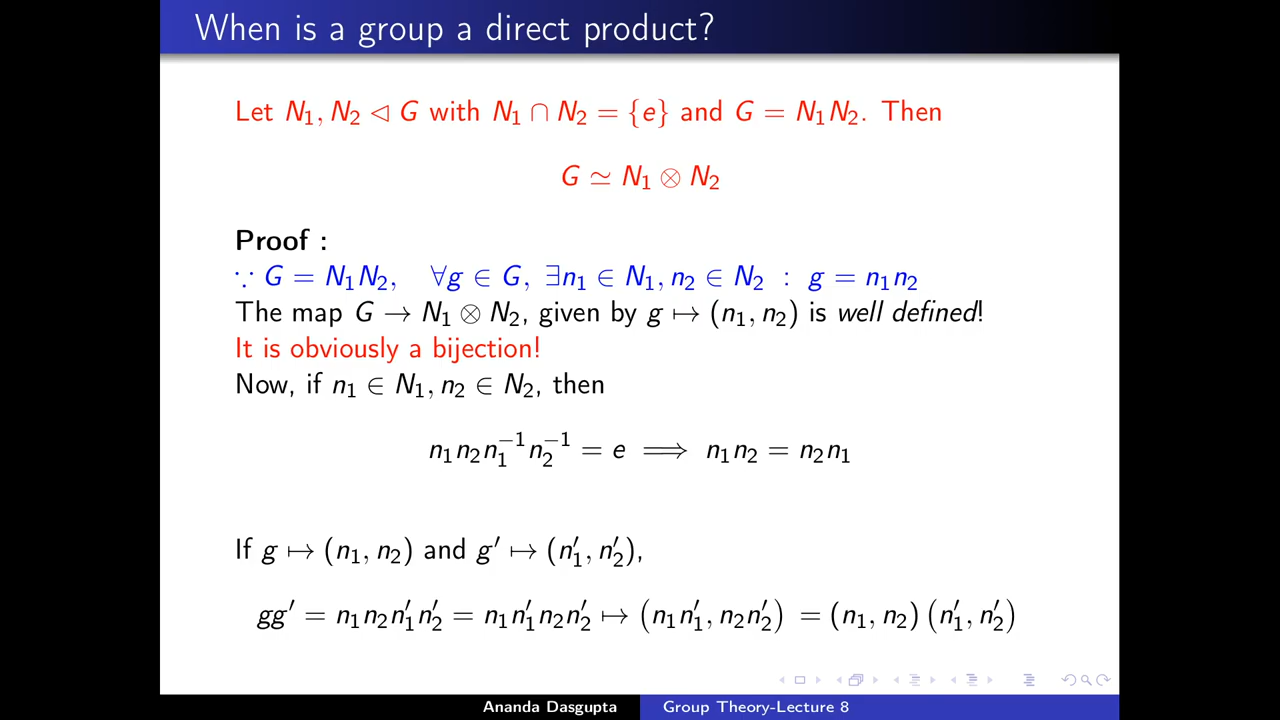 When is a group a direct product?
Let N₁, N₂ ◁ G with N₁ ∩ N₂ = {e} and G = N₁N₂. Then
G ≃ N₁ ⊗ N₂
Proof :
∵ G = N₁N₂, ∀g ∈ G, ∃n₁ ∈ N₁, n₂ ∈ N₂ : g = n₁n₂
The map G → N₁ ⊗ N₂, given by g ↦ (n₁, n₂) is well defined!
It is obviously a bijection!
Now, if n₁ ∈ N₁, n₂ ∈ N₂, then
n₁n₂n₁⁻¹n₂⁻¹ = e ⟹ n₁n₂ = n₂n₁
If g ↦ (n₁, n₂) and g′ ↦ (n′₁, n′₂),
gg′ = n₁n₂n′₁n′₂ = n₁n′₁n₂n′₂ ↦ (n₁n′₁, n₂n′₂) = (n₁, n₂) (n′₁, n′₂)
Ananda Dasgupta Group Theory-Lecture 8